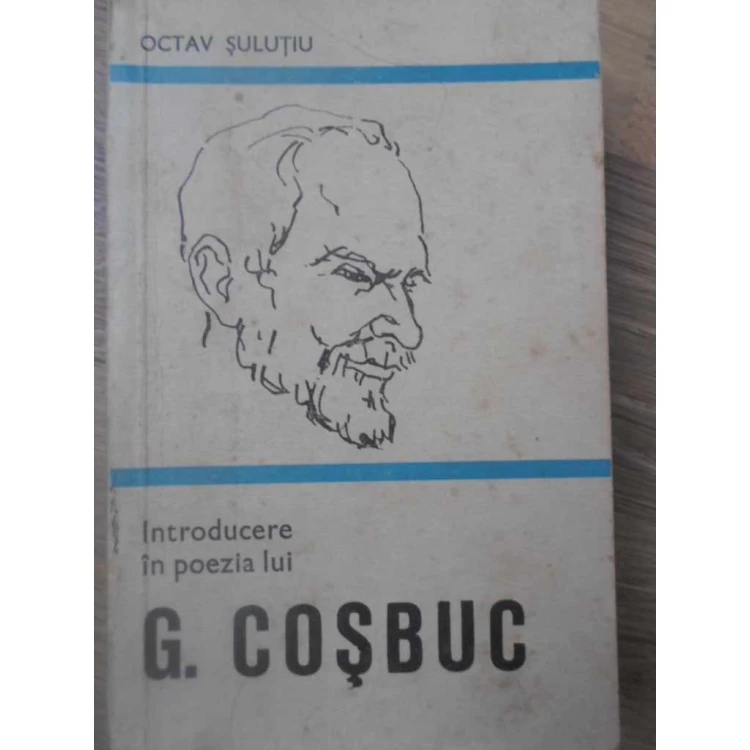 OCTAV ȘULUȚIU
Introducere
în poezia lui
G. COȘBUC